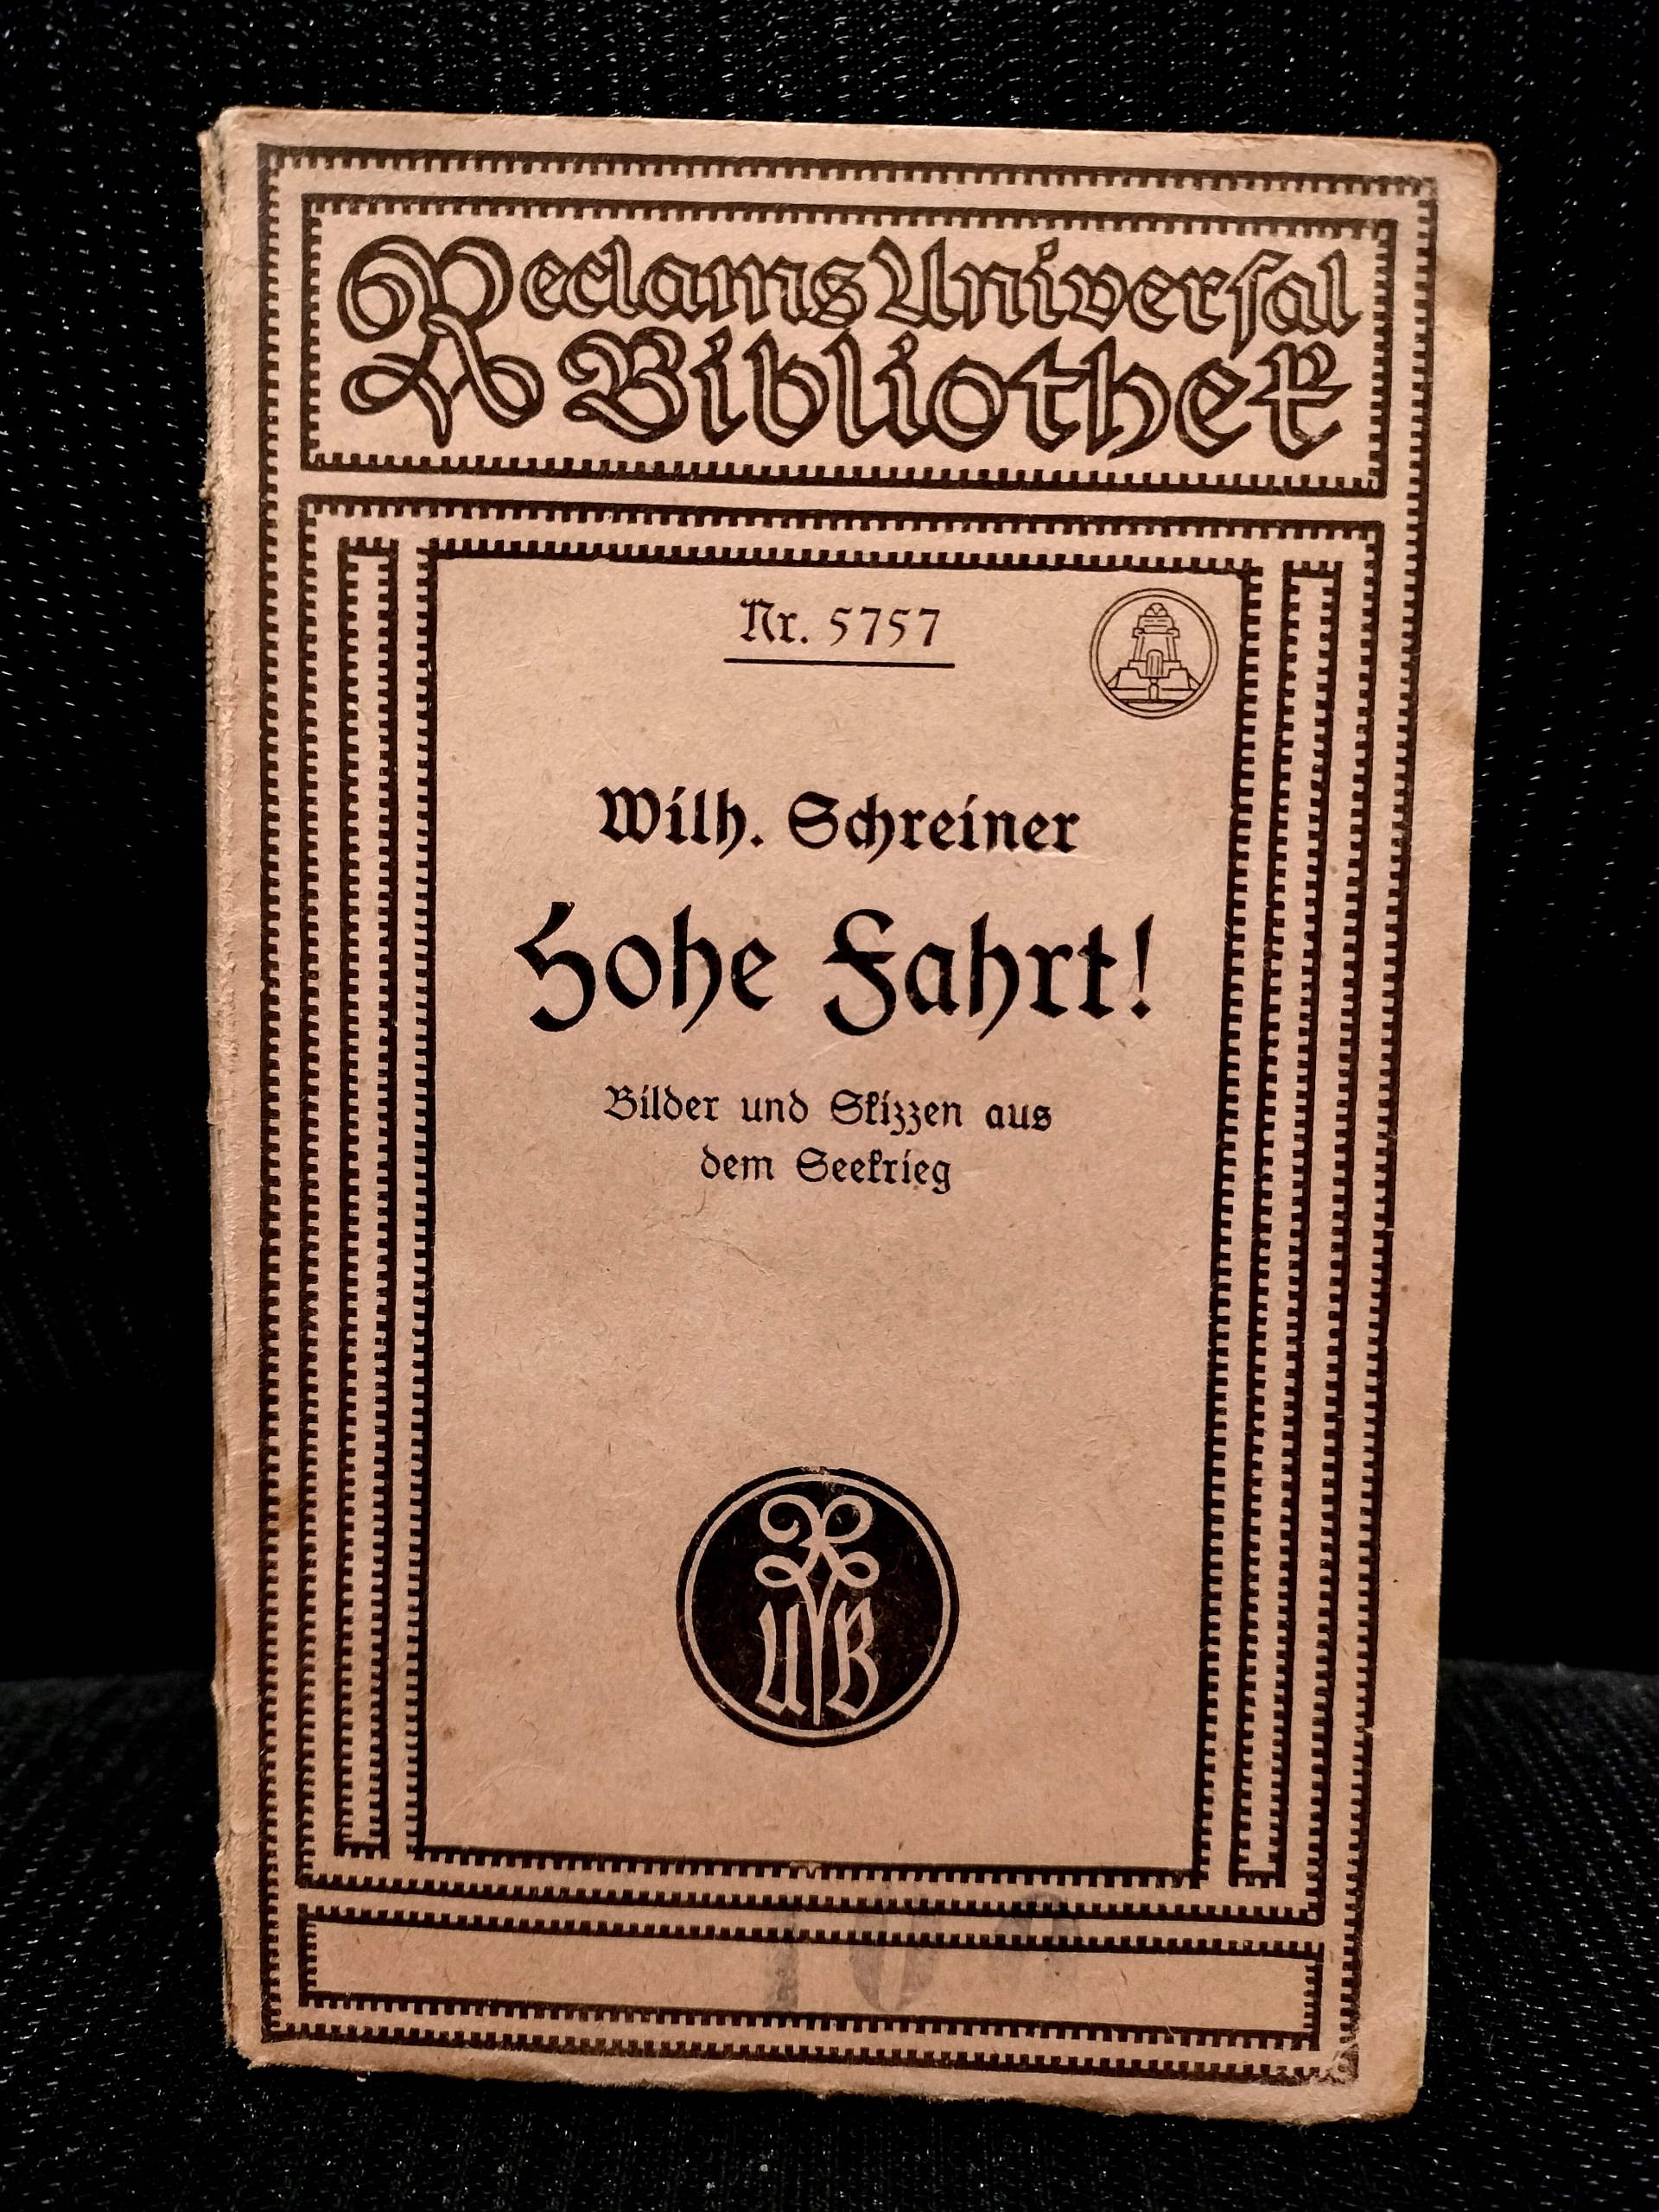 Reclams Universal
Bibliothek
Nr. 5757
Wilh. Schreiner
Hohe Fahrt!
Bilder und Skizzen aus
dem Seekrieg
R
UB